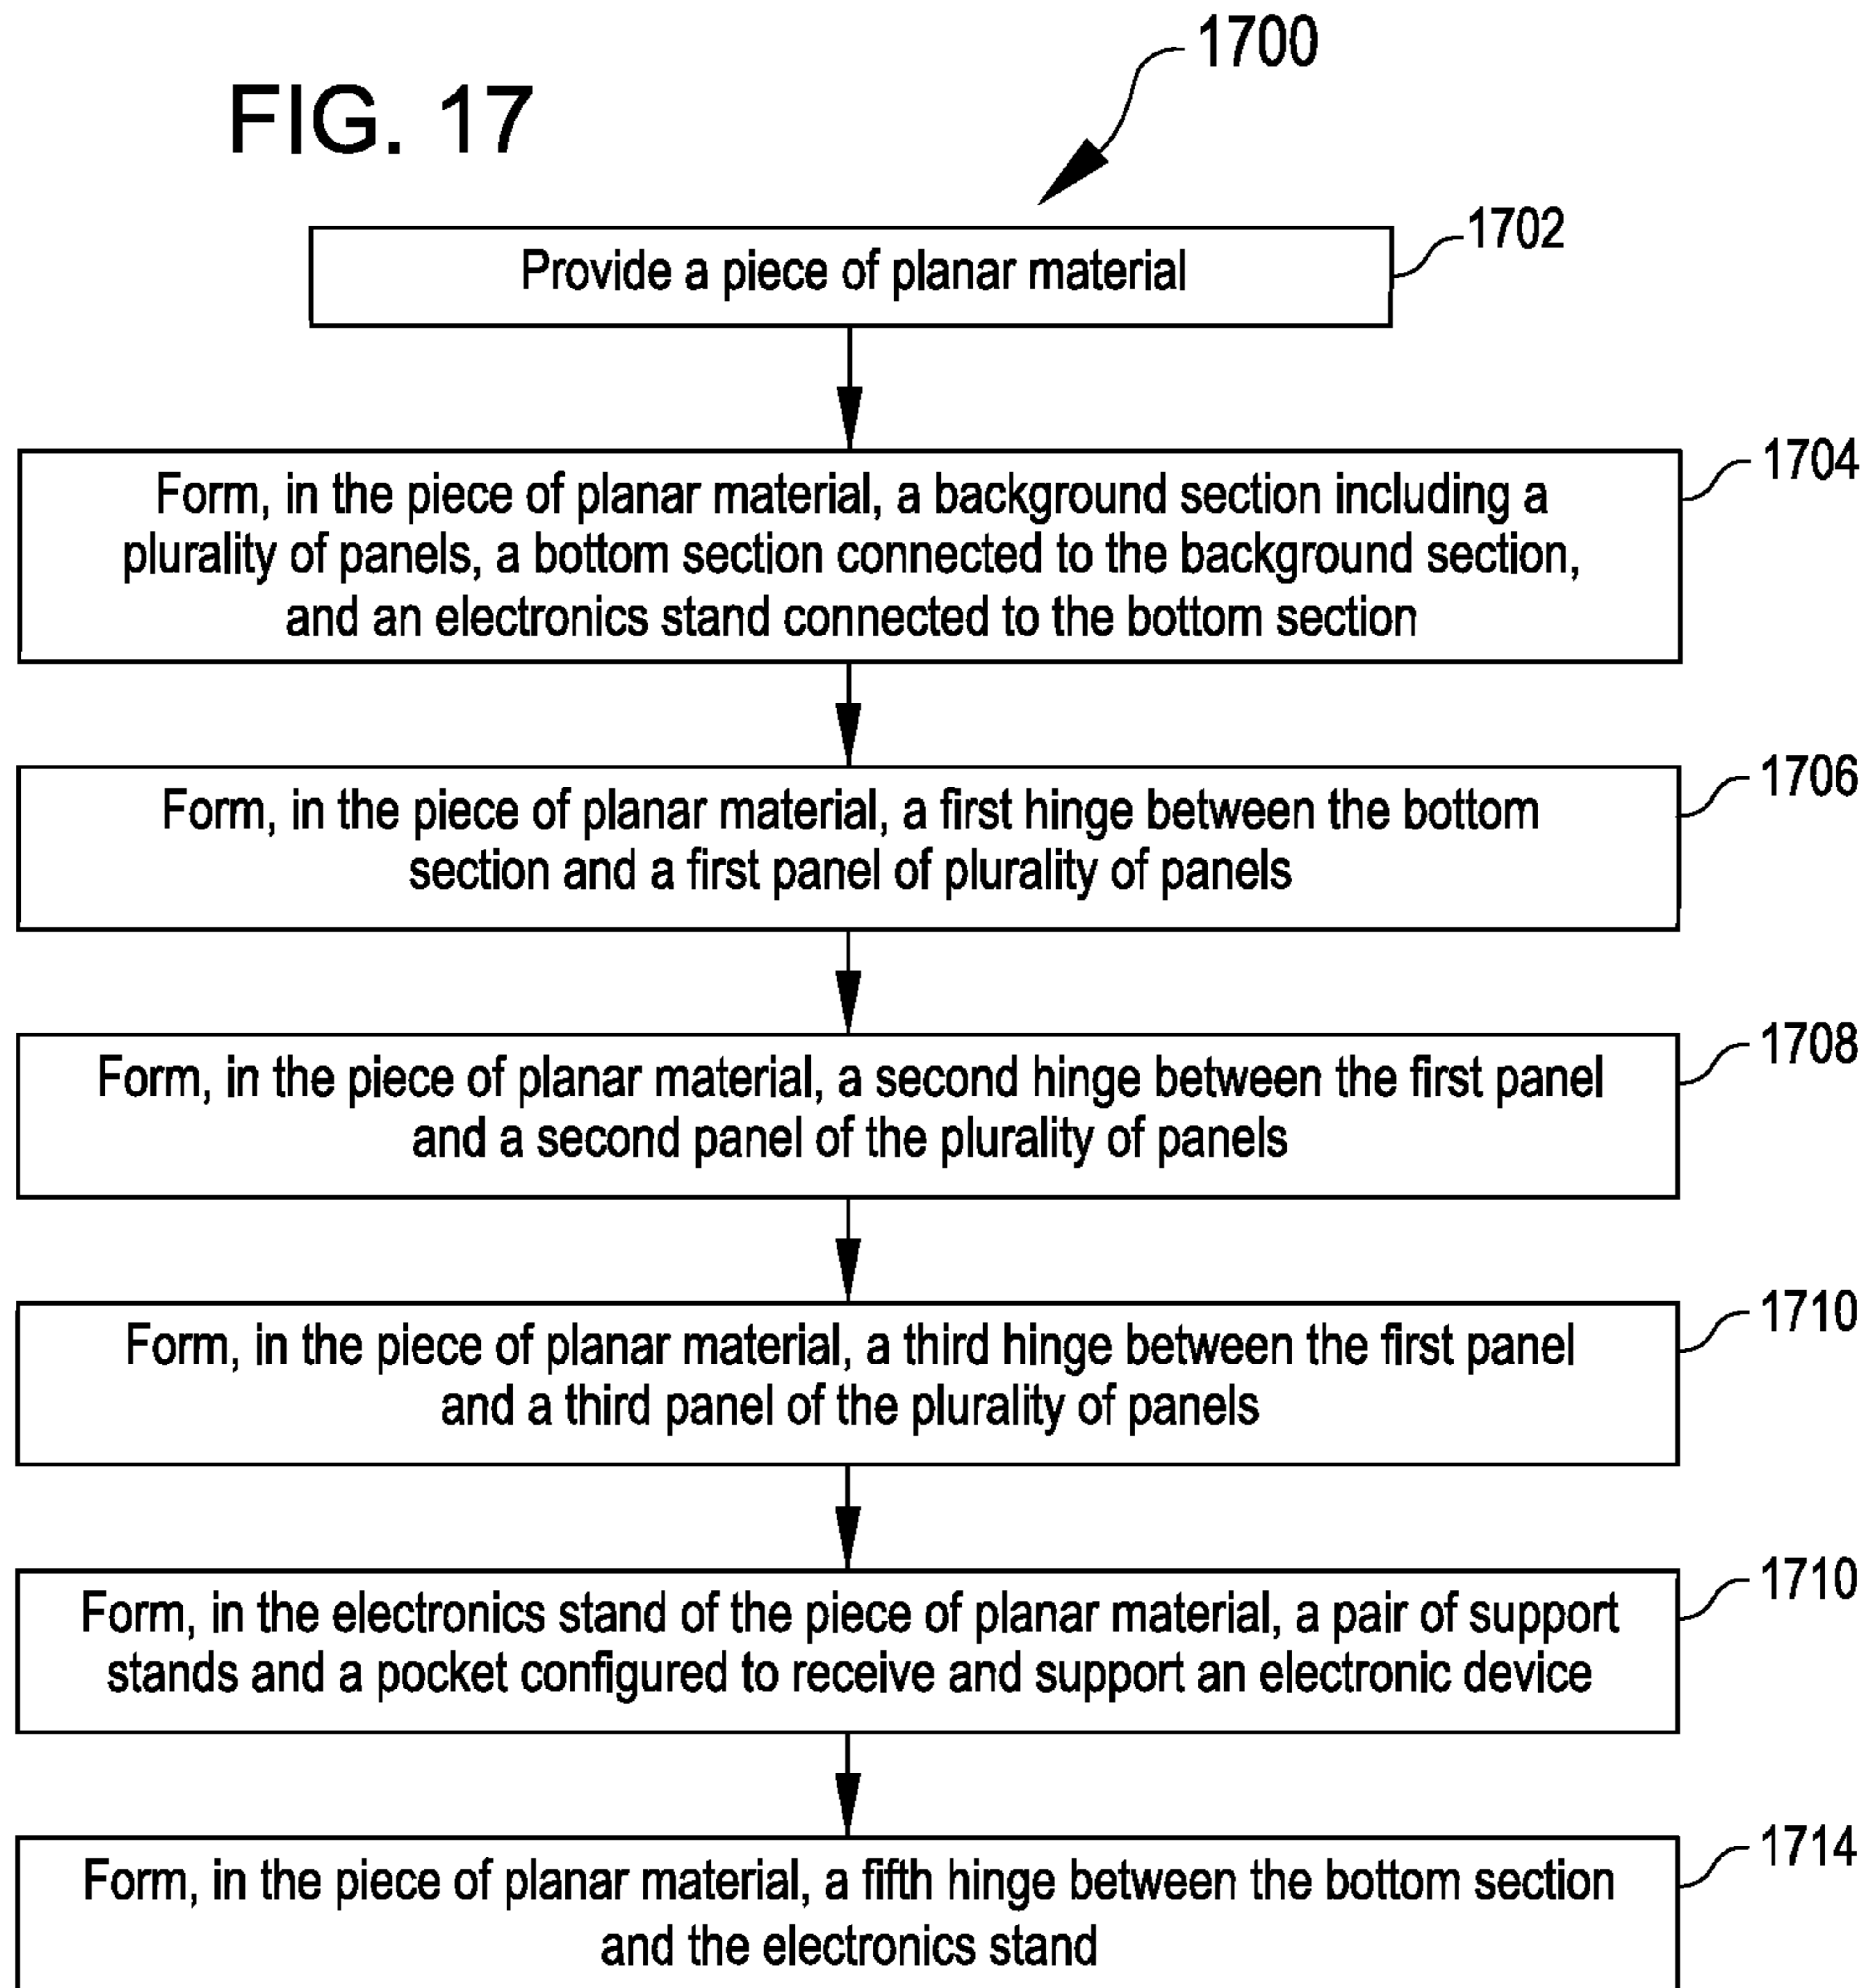 1700
FIG. 17
1702
Provide a piece of planar material
1704
Form, in the piece of planar material, a background section including a
plurality of panels, a bottom section connected to the background section,
and an electronics stand connected to the bottom section
1706
Form, in the piece of planar material, a first hinge between the bottom
section and a first panel of plurality of panels
1708
Form, in the piece of planar material, a second hinge between the first panel
and a second panel of the plurality of panels
1710
Form, in the piece of planar material, a third hinge between the first panel
and a third panel of the plurality of panels
1710
Form, in the electronics stand of the piece of planar material, a pair of support
stands and a pocket configured to receive and support an electronic device
1714
Form, in the piece of planar material, a fifth hinge between the bottom section
and the electronics stand